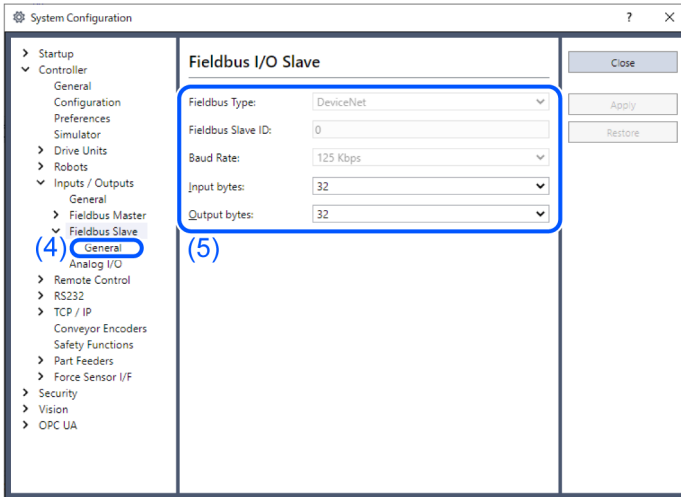 System Configuration
?
Startup
Controller
General
Configuration
Preferences
Simulator
Drive Units
Robots
Inputs / Outputs
General
Fieldbus Master
Fieldbus Slave
(4) General
Analog I/O
Remote Control
RS232
TCP / IP
Conveyor Encoders
Safety Functions
Part Feeders
Force Sensor I/F
Security
Vision
OPC UA
Fieldbus I/O Slave
Fieldbus Type: DeviceNet
Fieldbus Slave ID: 0
Baud Rate: 125 Kbps
Input bytes: 32
Output bytes: 32
(5)
Close
Apply
Restore